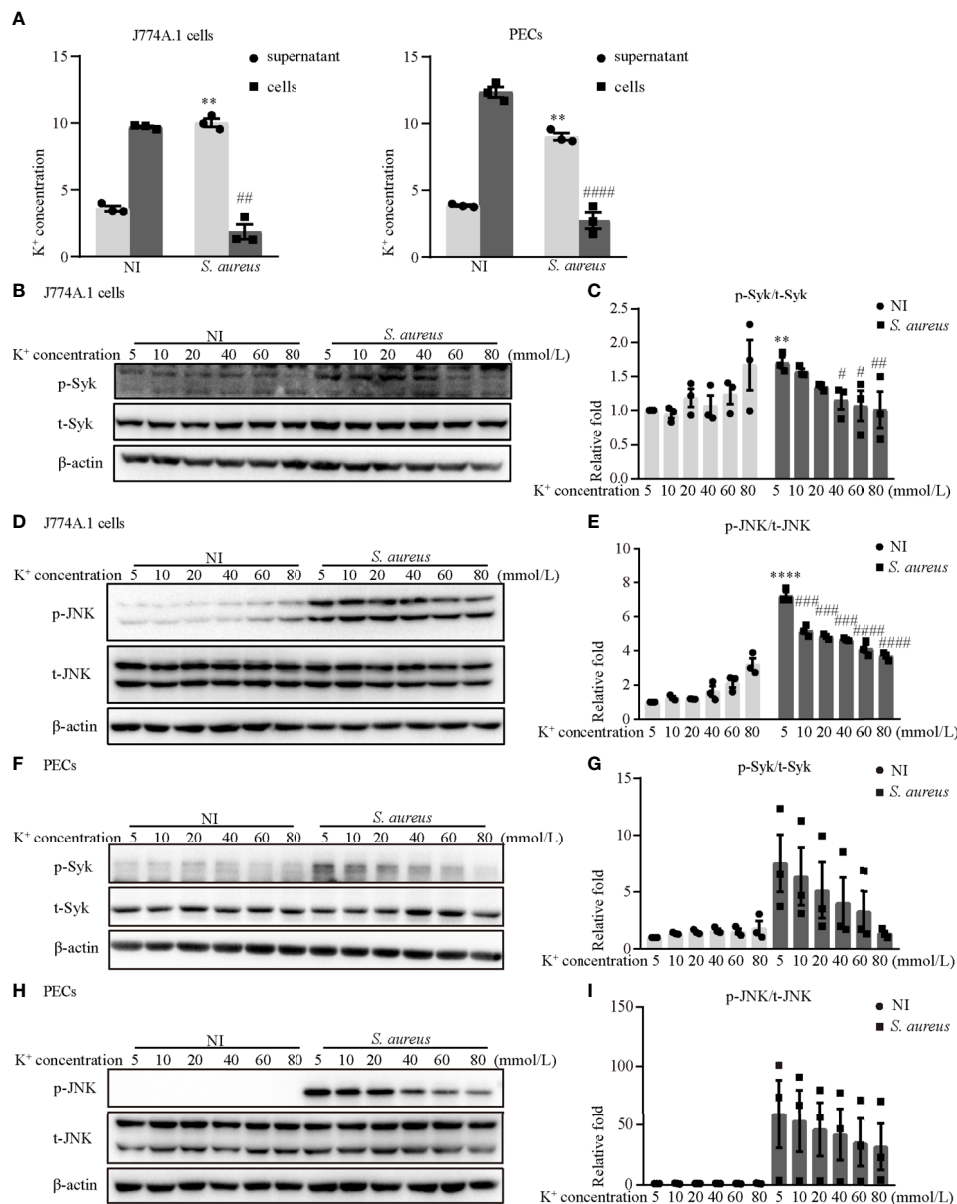 A
J774A.1 cells
PECs
supernatant
cells
supernatant
cells
K+ concentration
15
10
5
0
**
##
NI
S. aureus
K+ concentration
15
10
5
0
**
####
NI
S. aureus
B J774A.1 cells
NI S. aureus
K+ concentration 5 10 20 40 60 80 5 10 20 40 60 80 (mmol/L)
p-Syk
t-Syk
β-actin
C
p-Syk/t-Syk
NI
S. aureus
Relative fold
2.5
2.0
1.5
1.0
0.5
0.0
** # # ##
K+ concentration 5 10 20 40 60 80 5 10 20 40 60 80 (mmol/L)
D J774A.1 cells
NI S. aureus
K+ concentration 5 10 20 40 60 80 5 10 20 40 60 80 (mmol/L)
p-JNK
t-JNK
β-actin
E
p-JNK/t-JNK
NI
S. aureus
Relative fold
10
8
6
4
2
0
**** ### ### ### #### ####
K+ concentration 5 10 20 40 60 80 5 10 20 40 60 80 (mmol/L)
F PECs
NI S. aureus
K+ concentration 5 10 20 40 60 80 5 10 20 40 60 80 (mmol/L)
p-Syk
t-Syk
β-actin
G
p-Syk/t-Syk
NI
S. aureus
Relative fold
15
10
5
0
K+ concentration 5 10 20 40 60 80 5 10 20 40 60 80 (mmol/L)
H PECs
NI S. aureus
K+ concentration 5 10 20 40 60 80 5 10 20 40 60 80 (mmol/L)
p-JNK
t-JNK
β-actin
I
p-JNK/t-JNK
NI
S. aureus
Relative fold
150
100
50
0
K+ concentration 5 10 20 40 60 80 5 10 20 40 60 80 (mmol/L)